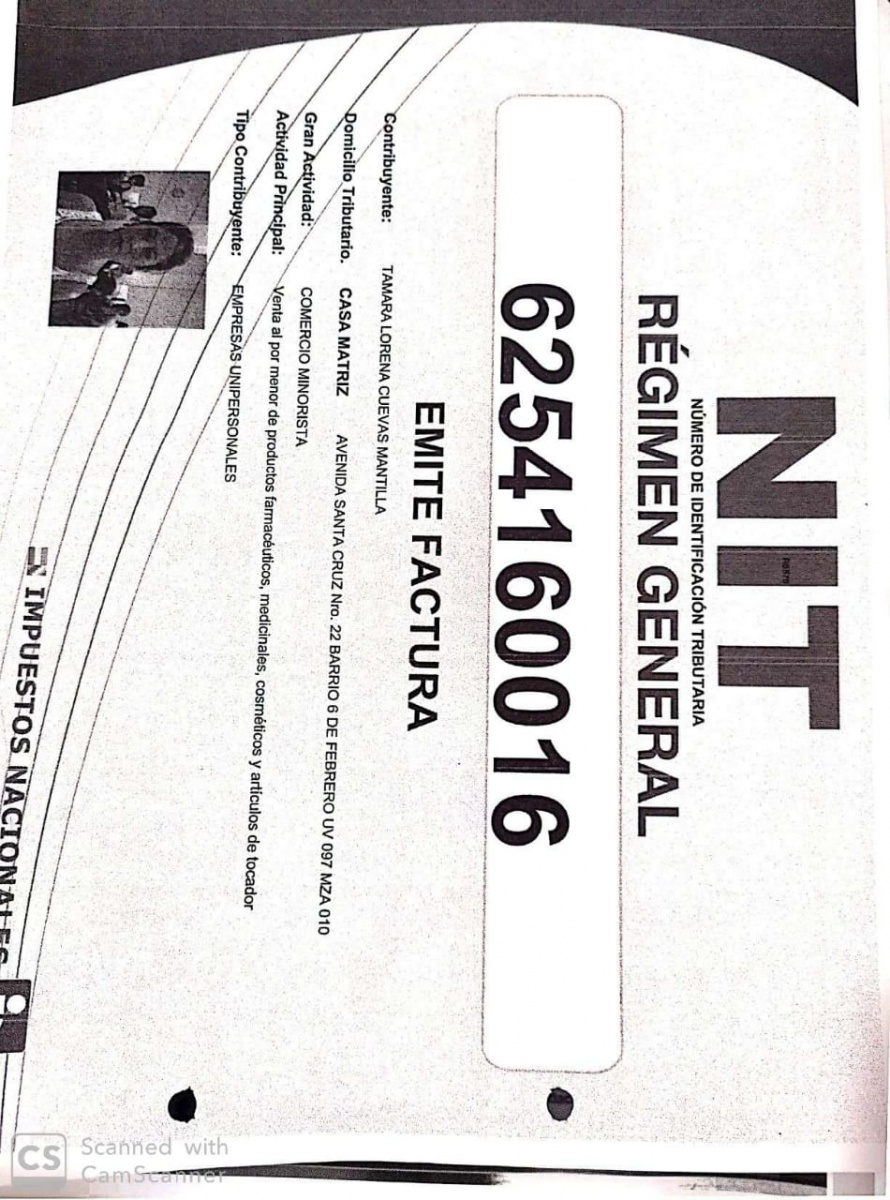 NIT
NÚMERO DE IDENTIFICACIÓN TRIBUTARIA
RÉGIMEN GENERAL
6254160016
EMITE FACTURA
Contribuyente: TAMARA LORENA CUEVAS MANTILLA
Domicilio Tributario. CASA MATRIZ AVENIDA SANTA CRUZ Nro. 22 BARRIO 6 DE FEBRERO UV 097 MZA 010
Gran Actividad: COMERCIO MINORISTA
Actividad Principal: Venta al por menor de productos farmacéuticos, medicinales, cosméticos y artículos de tocador
Tipo Contribuyente: EMPRESAS UNIPERSONALES
IMPUESTOS NACIONALES
CS Scanned with
CamScanner